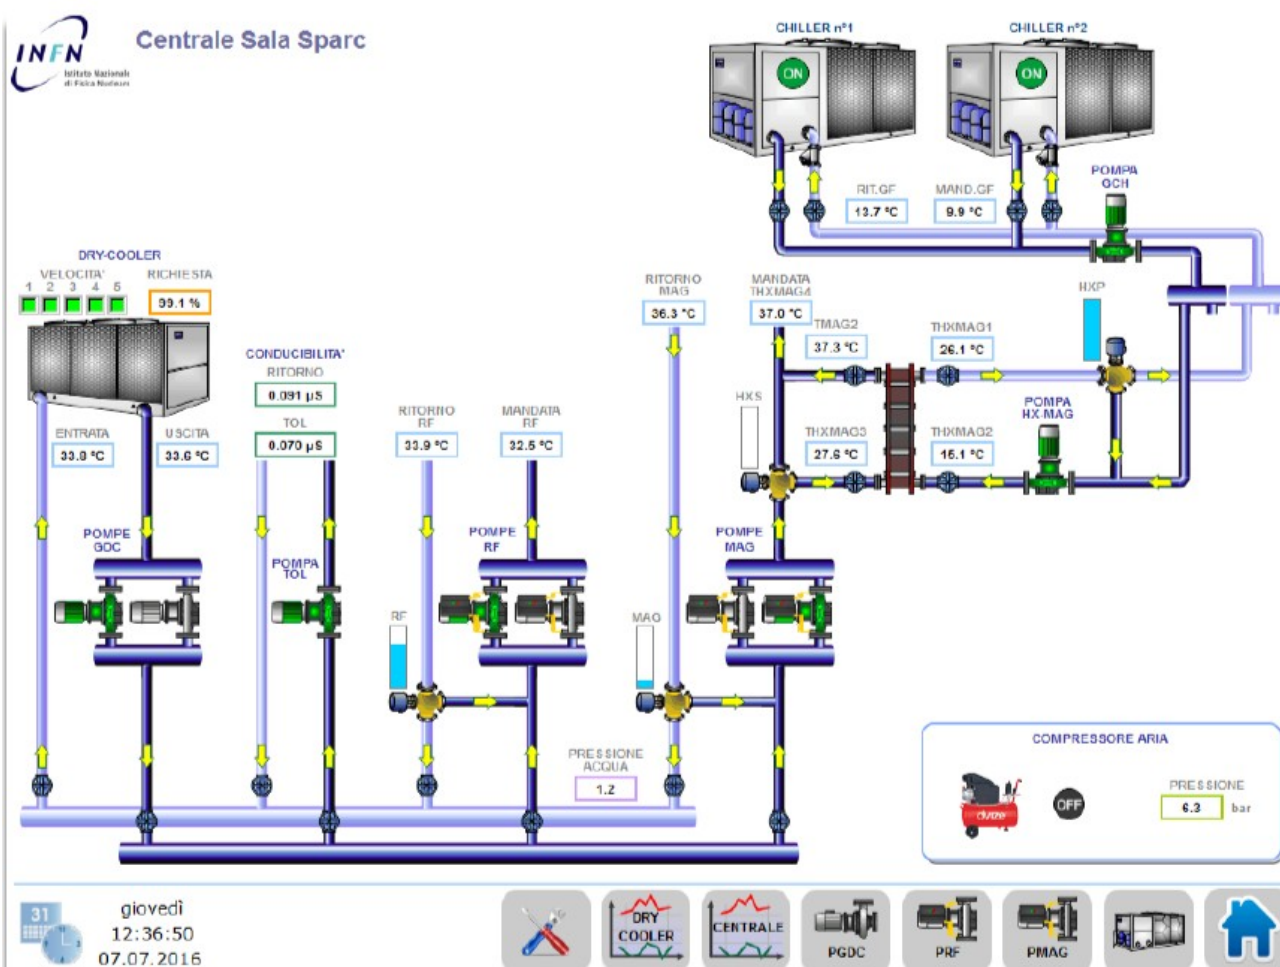 INFN
Istituto Nazionale
di Fisica Nucleare
Centrale Sala Sparc
CHILLER n°1
CHILLER n°2
ON
ON
POMPA
GCH
RIT.GF
13.7 °C
MAND.GF
9.9 °C
DRY-COOLER
VELOCITA'
1 2 3 4 5
RICHIESTA
99.1 %
RITORNO
MAG
36.3 °C
MANDATA
THXMAG4
37.0 °C
HXP
TMAG2
37.3 °C
THXMAG1
26.1 °C
CONDUCIBILITA'
RITORNO
0.091 µS
TOL
0.070 µS
RITORNO
RF
33.9 °C
MANDATA
RF
32.5 °C
HXS
POMPA
HX-MAG
ENTRATA
33.8 °C
USCITA
33.6 °C
THXMAG3
27.6 °C
THXMAG2
15.1 °C
POMPE
GDC
POMPA
TOL
POMPE
RF
POMPE
MAG
RF
MAG
PRESSIONE
ACQUA
1.2
COMPRESSORE ARIA
OFF
PRESSIONE
6.3 bar
31
giovedì
12:36:50
07.07.2016
DRY
COOLER
CENTRALE
PGDC
PRF
PMAG